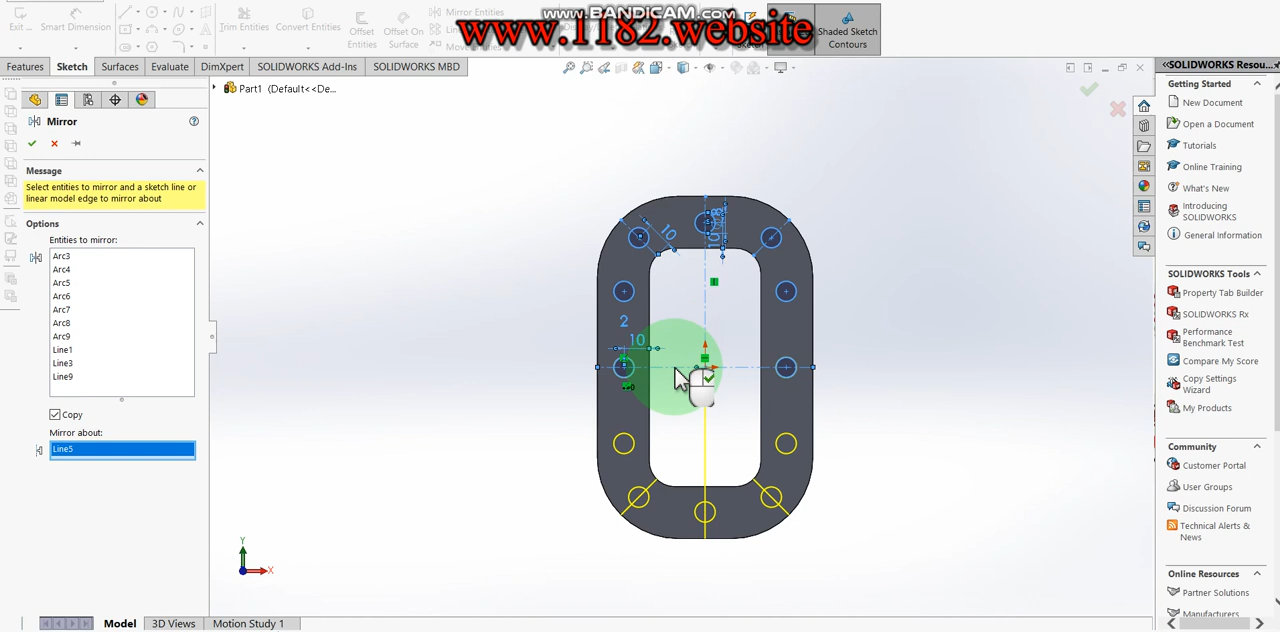 www.BANDICAM.com
www.1182.website
Exit ...
Smart Dimension
Trim Entities
Convert Entities
Offset Entities
Offset On Surface
Mirror Entities
Shaded Sketch Contours
Features
Sketch
Surfaces
Evaluate
DimXpert
SOLIDWORKS Add-Ins
SOLIDWORKS MBD
Part1 (Default<<De...
Mirror
Message
Select entities to mirror and a sketch line or linear model edge to mirror about
Options
Entities to mirror:
Arc3
Arc4
Arc5
Arc6
Arc7
Arc8
Arc9
Line1
Line3
Line9
Copy
Mirror about:
Line5
10
2
10
Y
X
Model
3D Views
Motion Study 1
SOLIDWORKS Resou...
Getting Started
New Document
Open a Document
Tutorials
Online Training
What's New
Introducing SOLIDWORKS
General Information
SOLIDWORKS Tools
Property Tab Builder
SOLIDWORKS Rx
Performance Benchmark Test
Compare My Score
Copy Settings Wizard
My Products
Community
Customer Portal
User Groups
Discussion Forum
Technical Alerts & News
Online Resources
Partner Solutions
Manufacturers